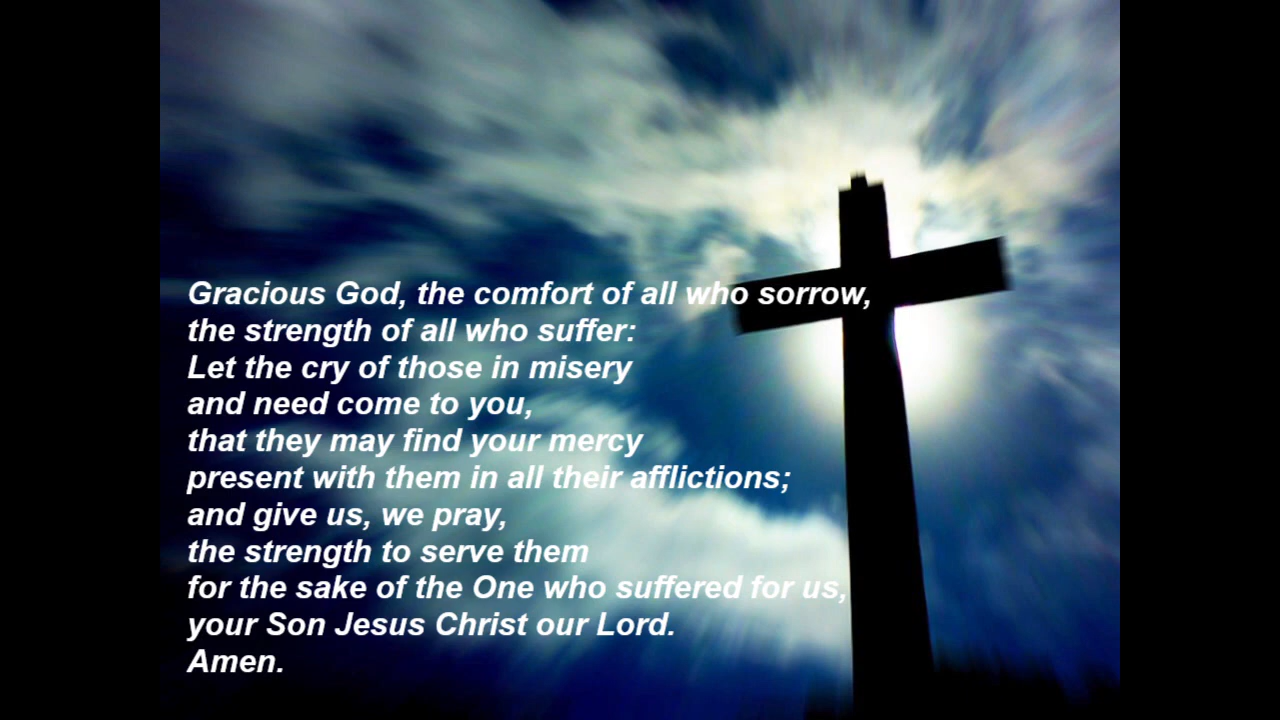 Gracious God, the comfort of all who sorrow,
the strength of all who suffer:
Let the cry of those in misery
and need come to you,
that they may find your mercy
present with them in all their afflictions;
and give us, we pray,
the strength to serve them
for the sake of the One who suffered for us,
your Son Jesus Christ our Lord.
Amen.